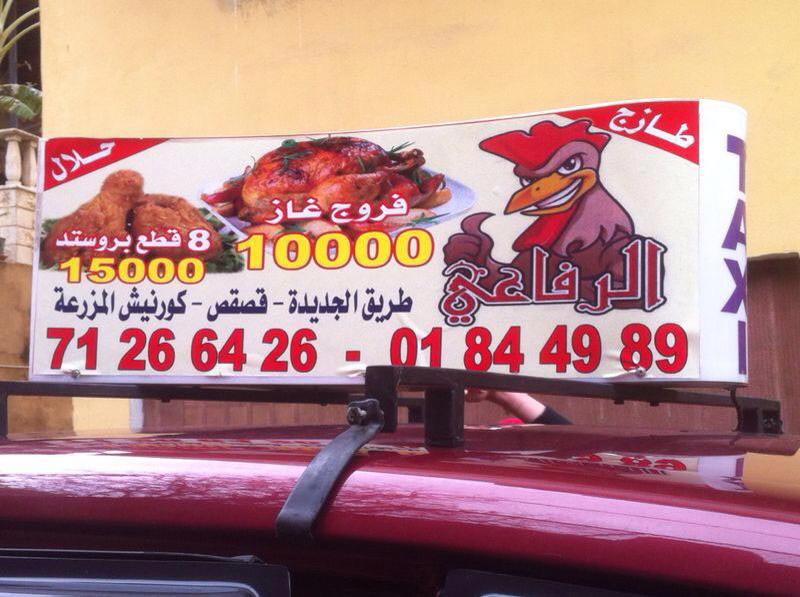 طازج
حلال
الرفاعي
فروج غاز
10000
8 قطع بروستد
15000
طريق الجديدة - قصقص - كورنيش المزرعة
71 26 64 26 - 01 84 49 89
TAXI